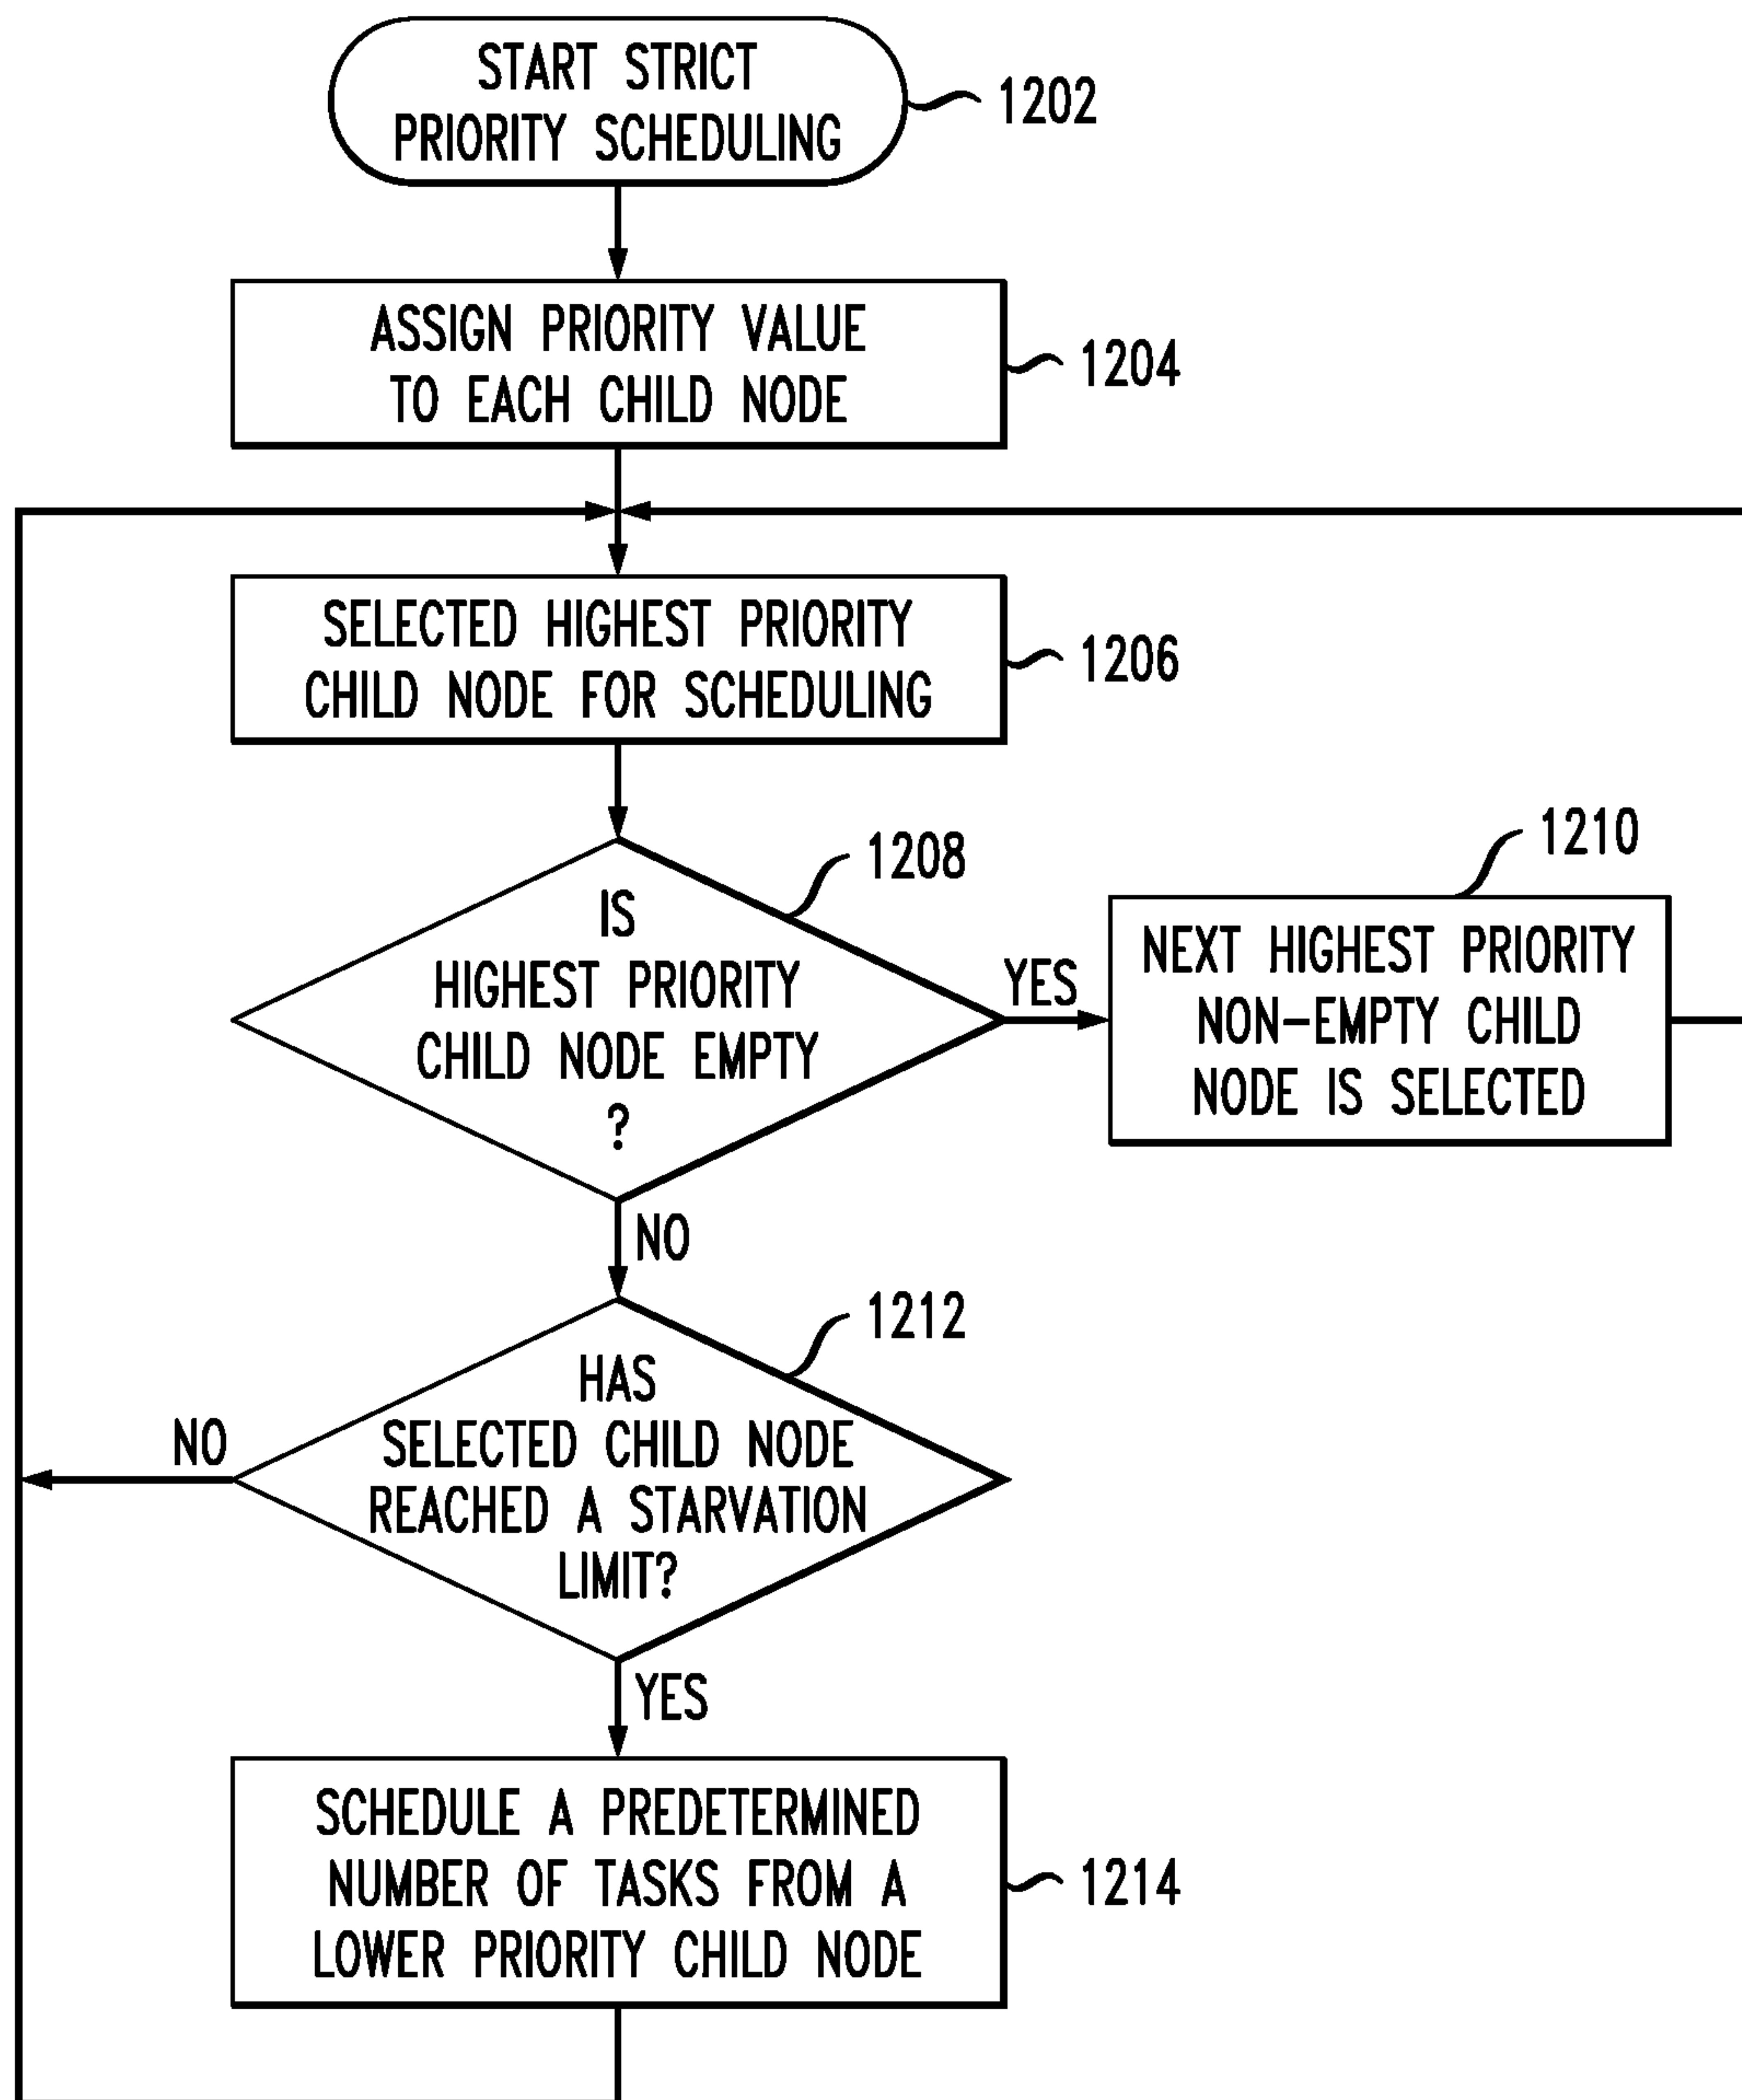 START STRICT
PRIORITY SCHEDULING
1202
ASSIGN PRIORITY VALUE
TO EACH CHILD NODE
1204
SELECTED HIGHEST PRIORITY
CHILD NODE FOR SCHEDULING
1206
1208
IS
HIGHEST PRIORITY
CHILD NODE EMPTY
?
YES
1210
NEXT HIGHEST PRIORITY
NON-EMPTY CHILD
NODE IS SELECTED
NO
1212
HAS
SELECTED CHILD NODE
REACHED A STARVATION
LIMIT?
NO
YES
SCHEDULE A PREDETERMINED
NUMBER OF TASKS FROM A
LOWER PRIORITY CHILD NODE
1214